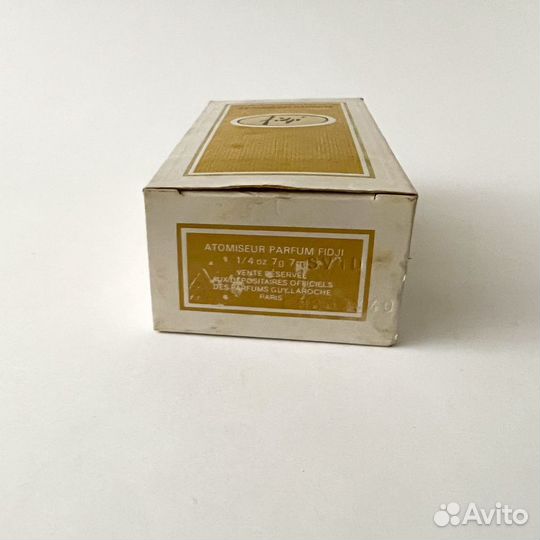 Fidji
ATOMISEUR PARFUM FIDJI
1/4 oz 7g 7ml
VENTE RESERVEE
AUX DEPOSITAIRES OFFICIELS
DES PARFUMS GUY LAROCHE
PARIS
Avito